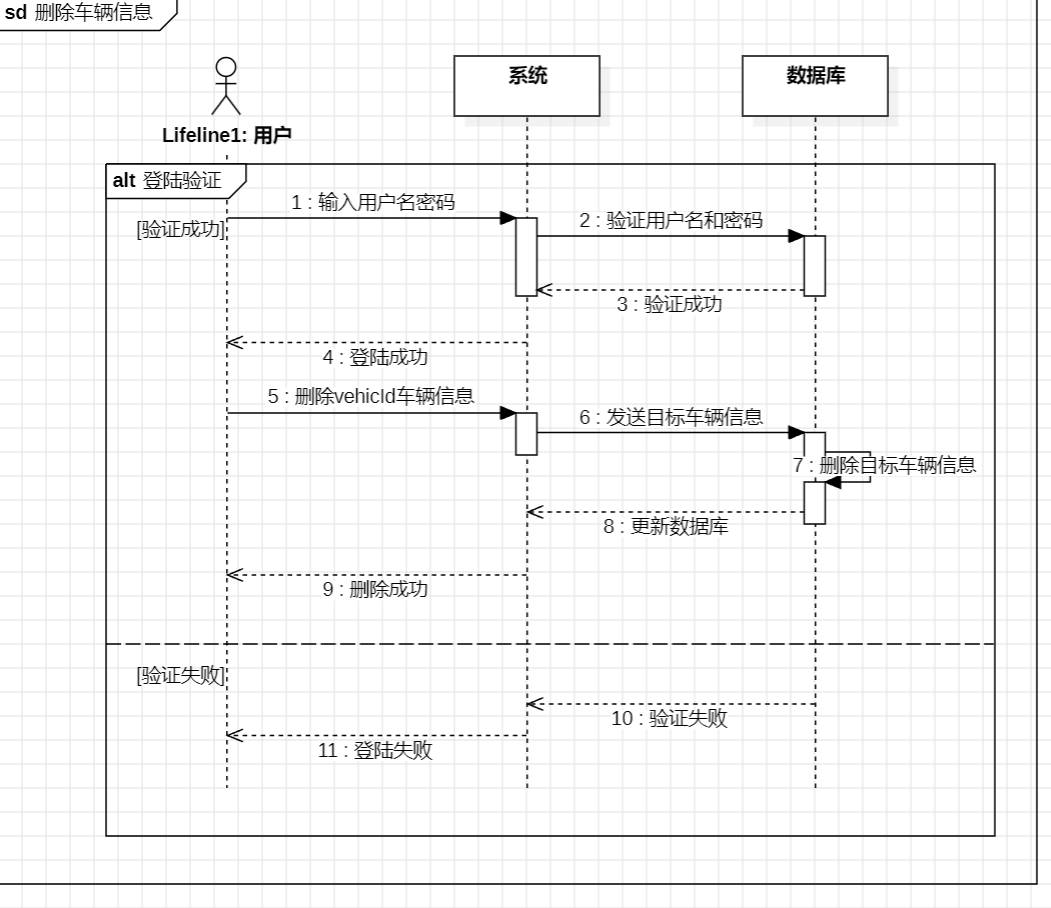 sd 删除车辆信息
系统
数据库
Lifeline1: 用户
alt 登陆验证
1 : 输入用户名密码
[验证成功]
2 : 验证用户名和密码
3 : 验证成功
4 : 登陆成功
5 : 删除vehicId车辆信息
6 : 发送目标车辆信息
7 : 删除目标车辆信息
8 : 更新数据库
9 : 删除成功
[验证失败]
10 : 验证失败
11 : 登陆失败